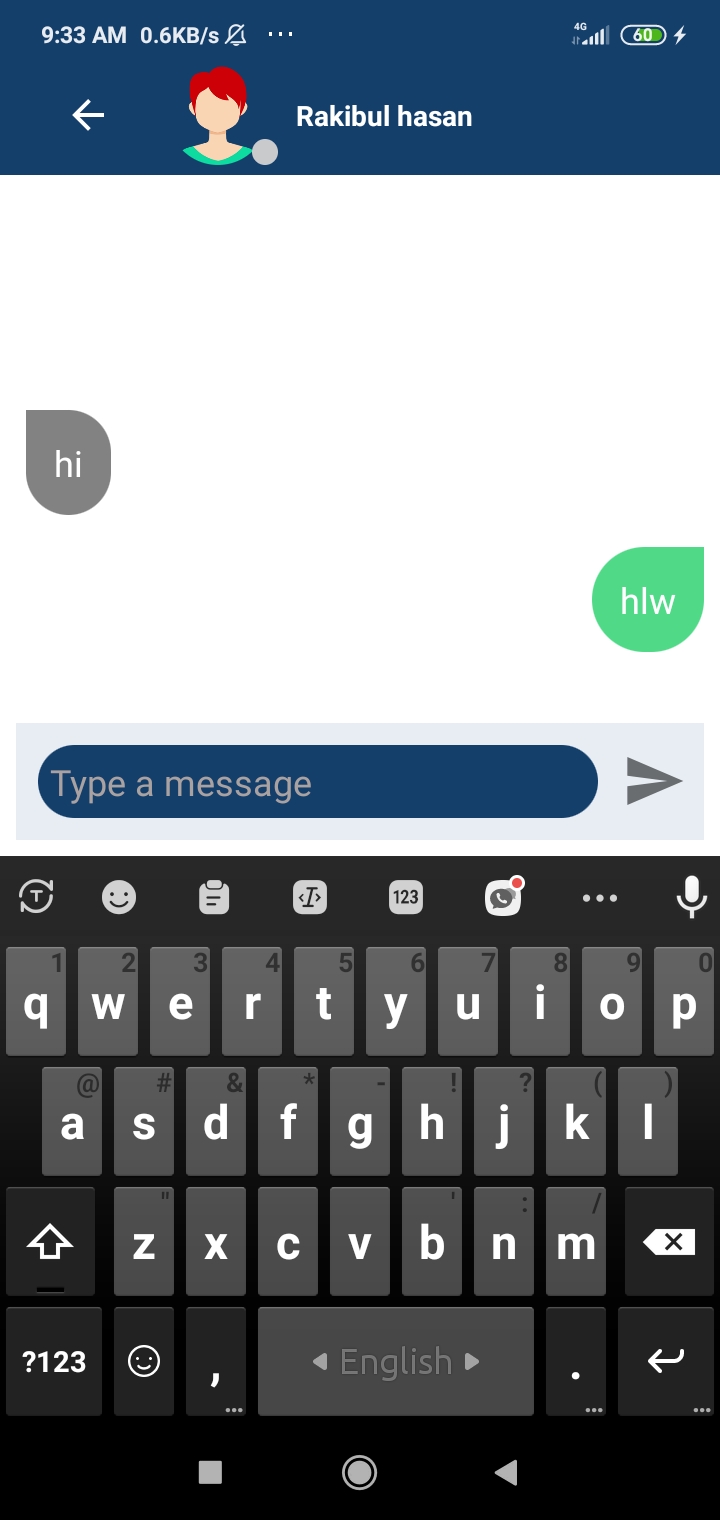 9:33 AM 0.6KB/s ... 4G 60
Rakibul hasan
hi
hlw
Type a message
T I 123
1 2 3 4 5 6 7 8 9 0
q w e r t y u i o p
@ # & * - ! ? ( )
a s d f g h j k l
" ' : /
z x c v b n m
?123 , English .